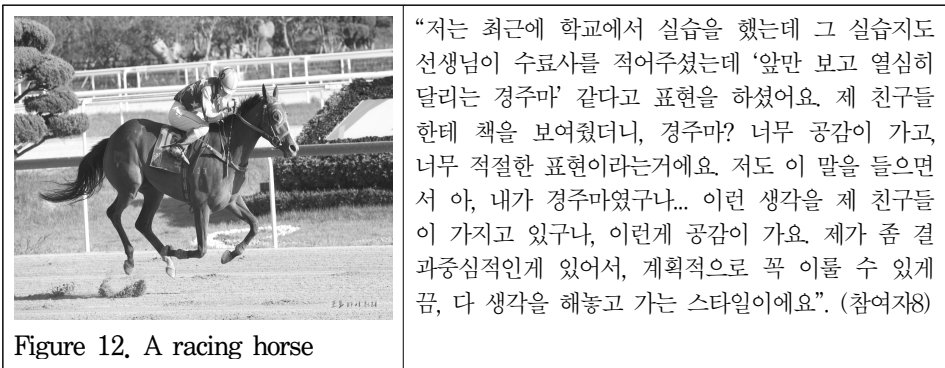 “저는 최근에 학교에서 실습을 했는데 그 실습지도
선생님이 수료사를 적어주셨는데 ‘앞만 보고 열심히
달리는 경주마’ 같다고 표현을 하셨어요. 제 친구들
한테 책을 보여줬더니, 경주마? 너무 공감이 가고,
너무 적절한 표현이라는거에요. 저도 이 말을 들으면
서 아, 내가 경주마였구나... 이런 생각을 제 친구들
이 가지고 있구나, 이런게 공감이 가요. 제가 좀 결
과중심적인게 있어서, 계획적으로 꼭 이룰 수 있게
끔, 다 생각을 해놓고 가는 스타일이에요”. (참여자8)
Figure 12. A racing horse